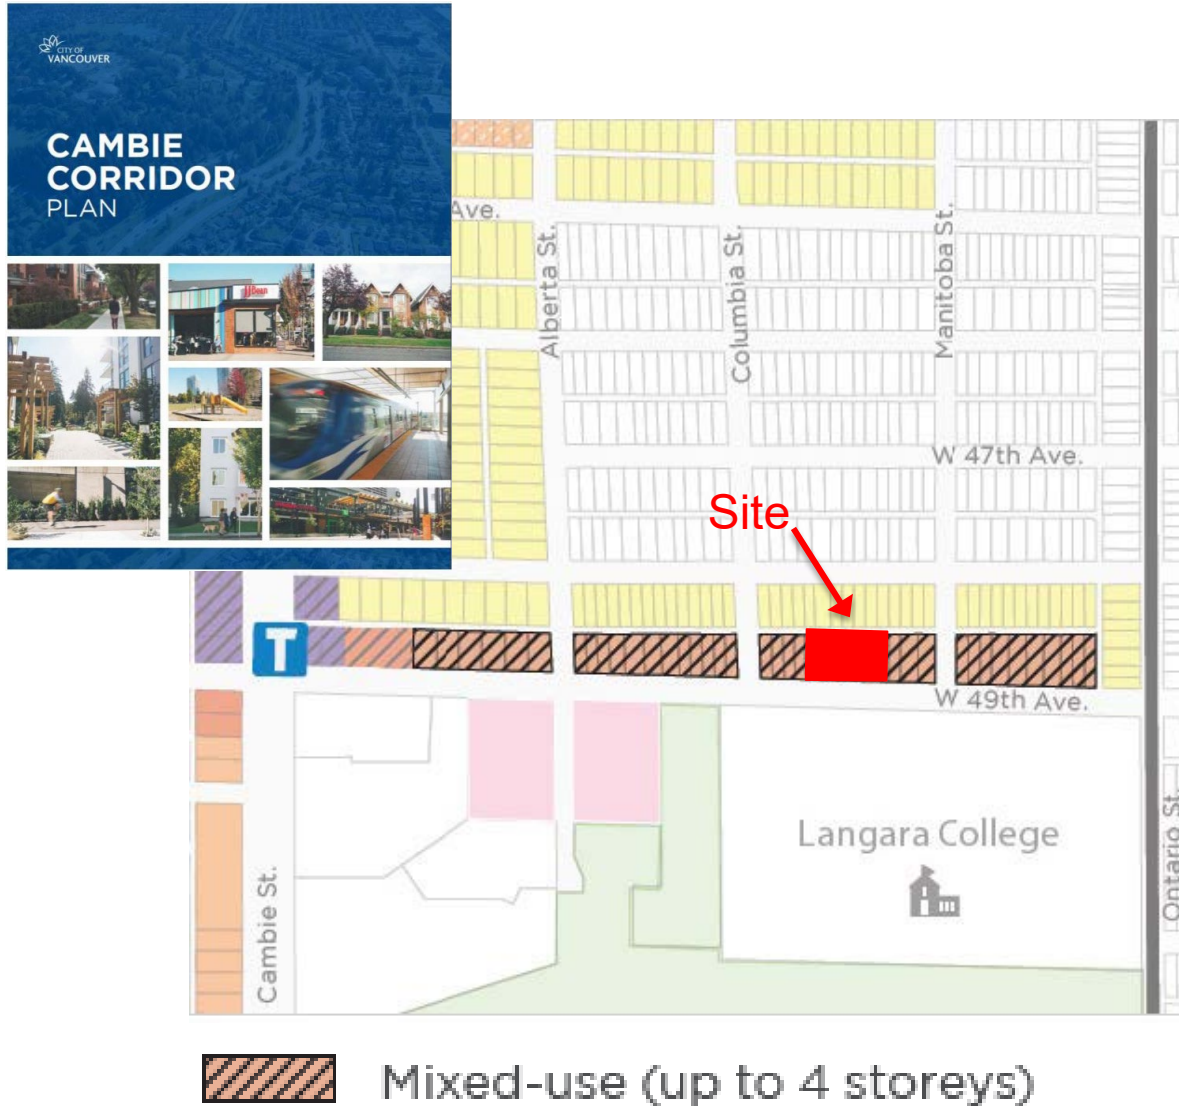 CITY OF
VANCOUVER
CAMBIE
CORRIDOR
PLAN
JJBean
Ave.
Alberta St.
Columbia St.
Manitoba St.
W 47th Ave.
Site
T
W 49th Ave.
Langara College
Cambie St.
Ontario St.
Mixed-use (up to 4 storeys)